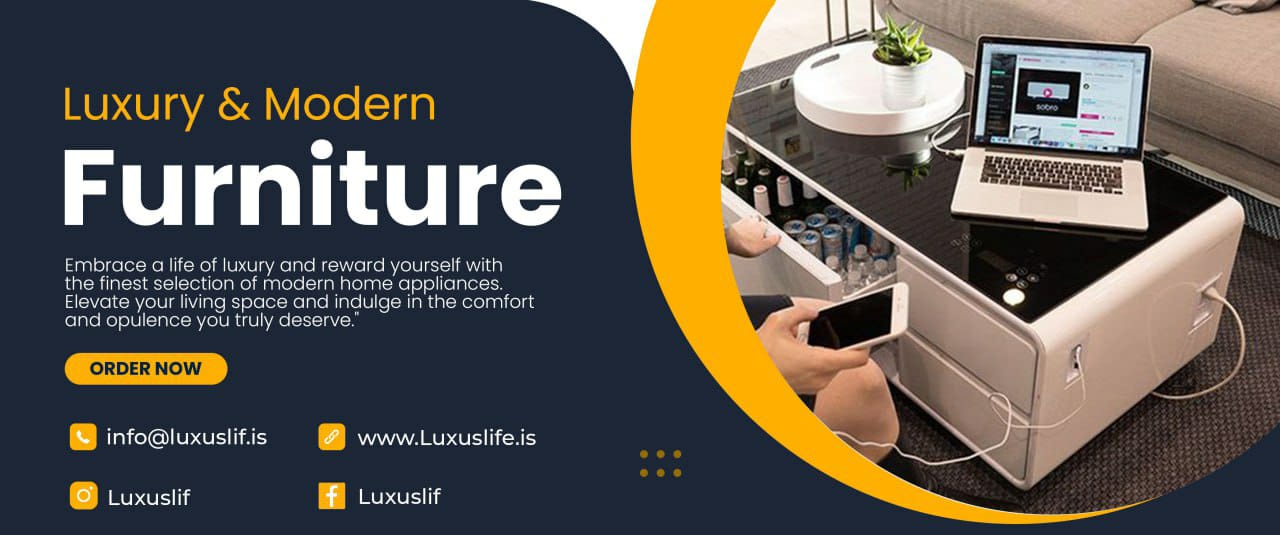 Luxury & Modern
Furniture
Embrace a life of luxury and reward yourself with
the finest selection of modern home appliances.
Elevate your living space and indulge in the comfort
and opulence you truly deserve."
ORDER NOW
info@luxuslif.is
www.Luxuslife.is
Luxuslif
Luxuslif
sobro